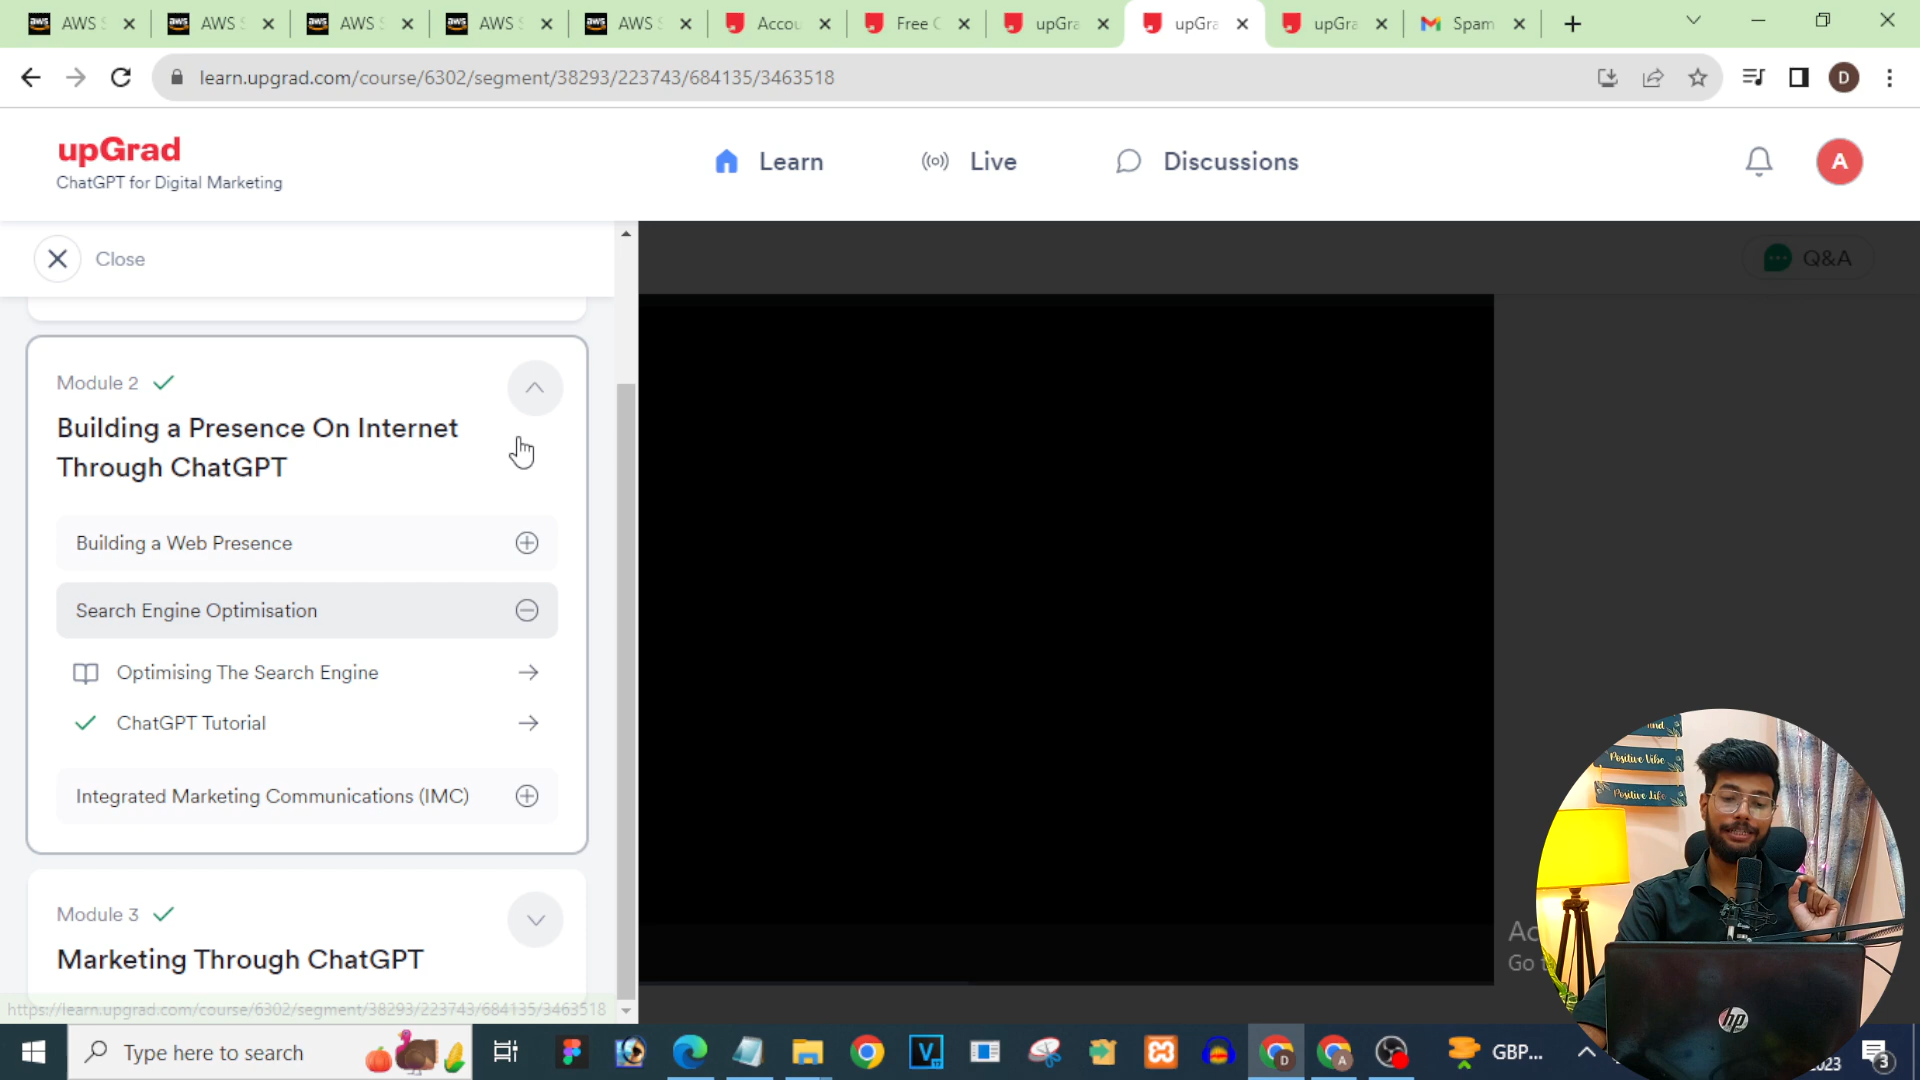 AWS S
AWS S
AWS S
AWS S
AWS S
Accou
Free C
upGra
upGra
upGra
Spam
learn.upgrad.com/course/6302/segment/38293/223743/684135/3463518
D
upGrad
ChatGPT for Digital Marketing
Learn
Live
Discussions
A
Close
Q&A
Module 2
Building a Presence On Internet
Through ChatGPT
Building a Web Presence
Search Engine Optimisation
Optimising The Search Engine
ChatGPT Tutorial
Integrated Marketing Communications (IMC)
Module 3
Marketing Through ChatGPT
https://learn.upgrad.com/course/6302/segment/38293/223743/684135/3463518
Ac
Go
Positive Vibe
Positive Life
hp
Type here to search
GBP...
2023
3